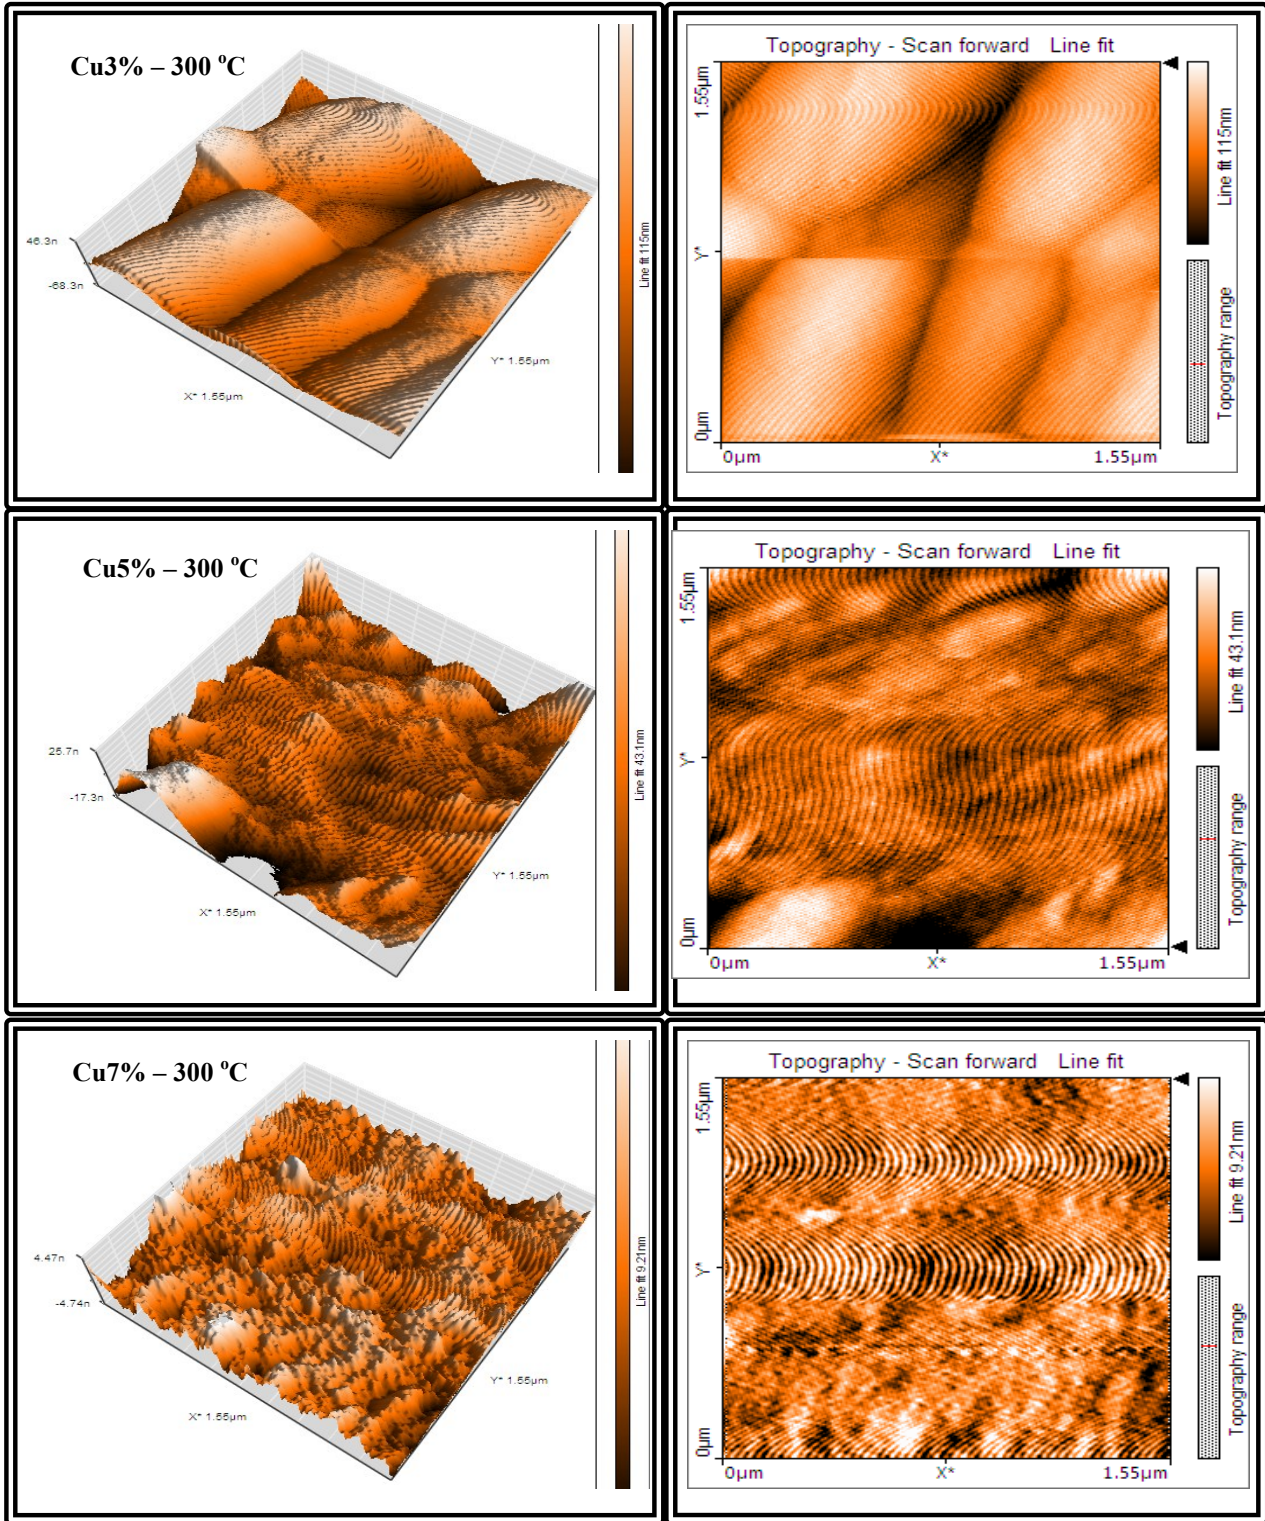 Cu3% – 300 °C
46.3n
-68.3n
X* 1.55µm
Y* 1.55µm
Line fit 115nm
Topography - Scan forward Line fit
1.55µm
Y*
0µm
0µm
X*
1.55µm
Line fit 115nm
Topography range
Cu5% – 300 °C
25.7n
-17.3n
X* 1.55µm
Y* 1.55µm
Line fit 43.1nm
Topography - Scan forward Line fit
1.55µm
Y*
0µm
0µm
X*
1.55µm
Line fit 43.1nm
Topography range
Cu7% – 300 °C
4.47n
-4.74n
X* 1.55µm
Y* 1.55µm
Line fit 9.21nm
Topography - Scan forward Line fit
1.55µm
Y*
0µm
0µm
X*
1.55µm
Line fit 9.21nm
Topography range